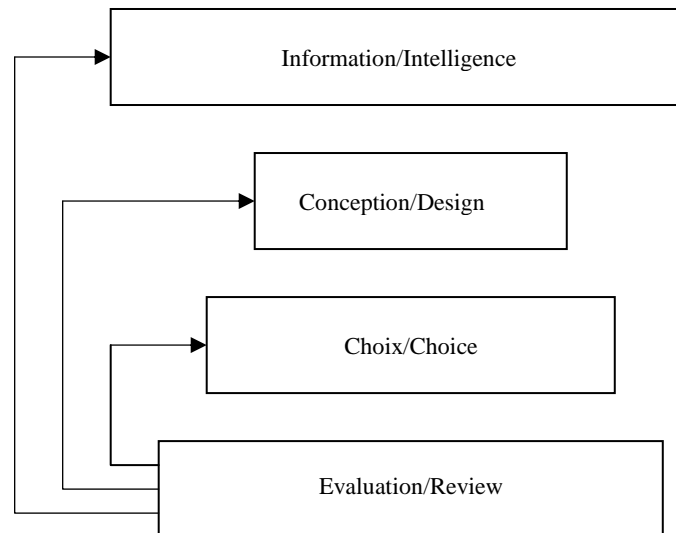 Information/Intelligence
Conception/Design
Choix/Choice
Evaluation/Review